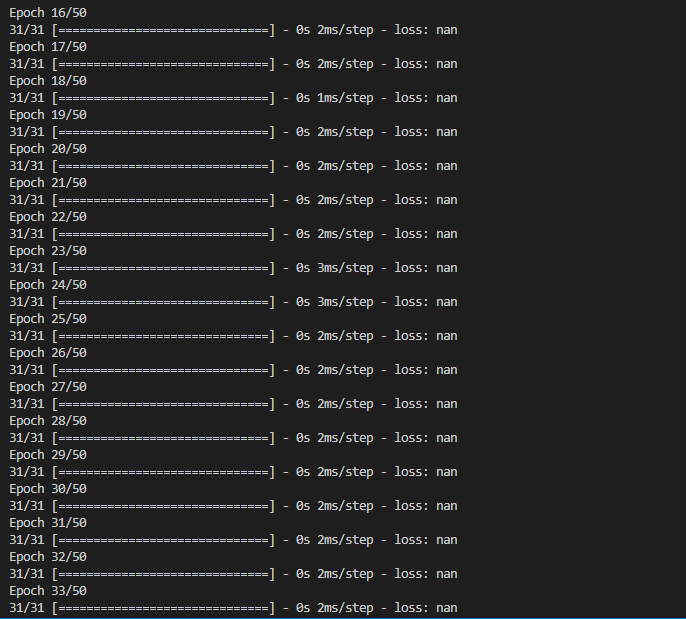 Epoch 16/50
31/31 [==============================] - 0s 2ms/step - loss: nan
Epoch 17/50
31/31 [==============================] - 0s 2ms/step - loss: nan
Epoch 18/50
31/31 [==============================] - 0s 1ms/step - loss: nan
Epoch 19/50
31/31 [==============================] - 0s 2ms/step - loss: nan
Epoch 20/50
31/31 [==============================] - 0s 2ms/step - loss: nan
Epoch 21/50
31/31 [==============================] - 0s 2ms/step - loss: nan
Epoch 22/50
31/31 [==============================] - 0s 2ms/step - loss: nan
Epoch 23/50
31/31 [==============================] - 0s 3ms/step - loss: nan
Epoch 24/50
31/31 [==============================] - 0s 3ms/step - loss: nan
Epoch 25/50
31/31 [==============================] - 0s 2ms/step - loss: nan
Epoch 26/50
31/31 [==============================] - 0s 2ms/step - loss: nan
Epoch 27/50
31/31 [==============================] - 0s 2ms/step - loss: nan
Epoch 28/50
31/31 [==============================] - 0s 2ms/step - loss: nan
Epoch 29/50
31/31 [==============================] - 0s 2ms/step - loss: nan
Epoch 30/50
31/31 [==============================] - 0s 2ms/step - loss: nan
Epoch 31/50
31/31 [==============================] - 0s 2ms/step - loss: nan
Epoch 32/50
31/31 [==============================] - 0s 2ms/step - loss: nan
Epoch 33/50
31/31 [==============================] - 0s 2ms/step - loss: nan